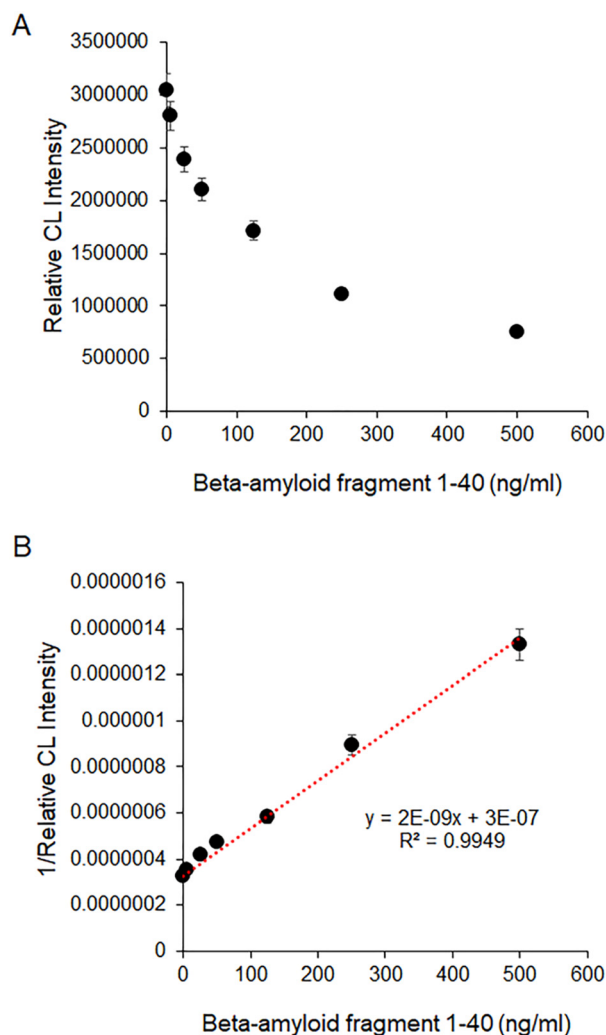 A
Relative CL Intensity
3500000
3000000
2500000
2000000
1500000
1000000
500000
0
0 100 200 300 400 500 600
Beta-amyloid fragment 1-40 (ng/ml)
B
1/Relative CL Intensity
0.0000016
0.0000014
0.0000012
0.000001
0.0000008
0.0000006
0.0000004
0.0000002
0
y = 2E-09x + 3E-07
R² = 0.9949
0 100 200 300 400 500 600
Beta-amyloid fragment 1-40 (ng/ml)